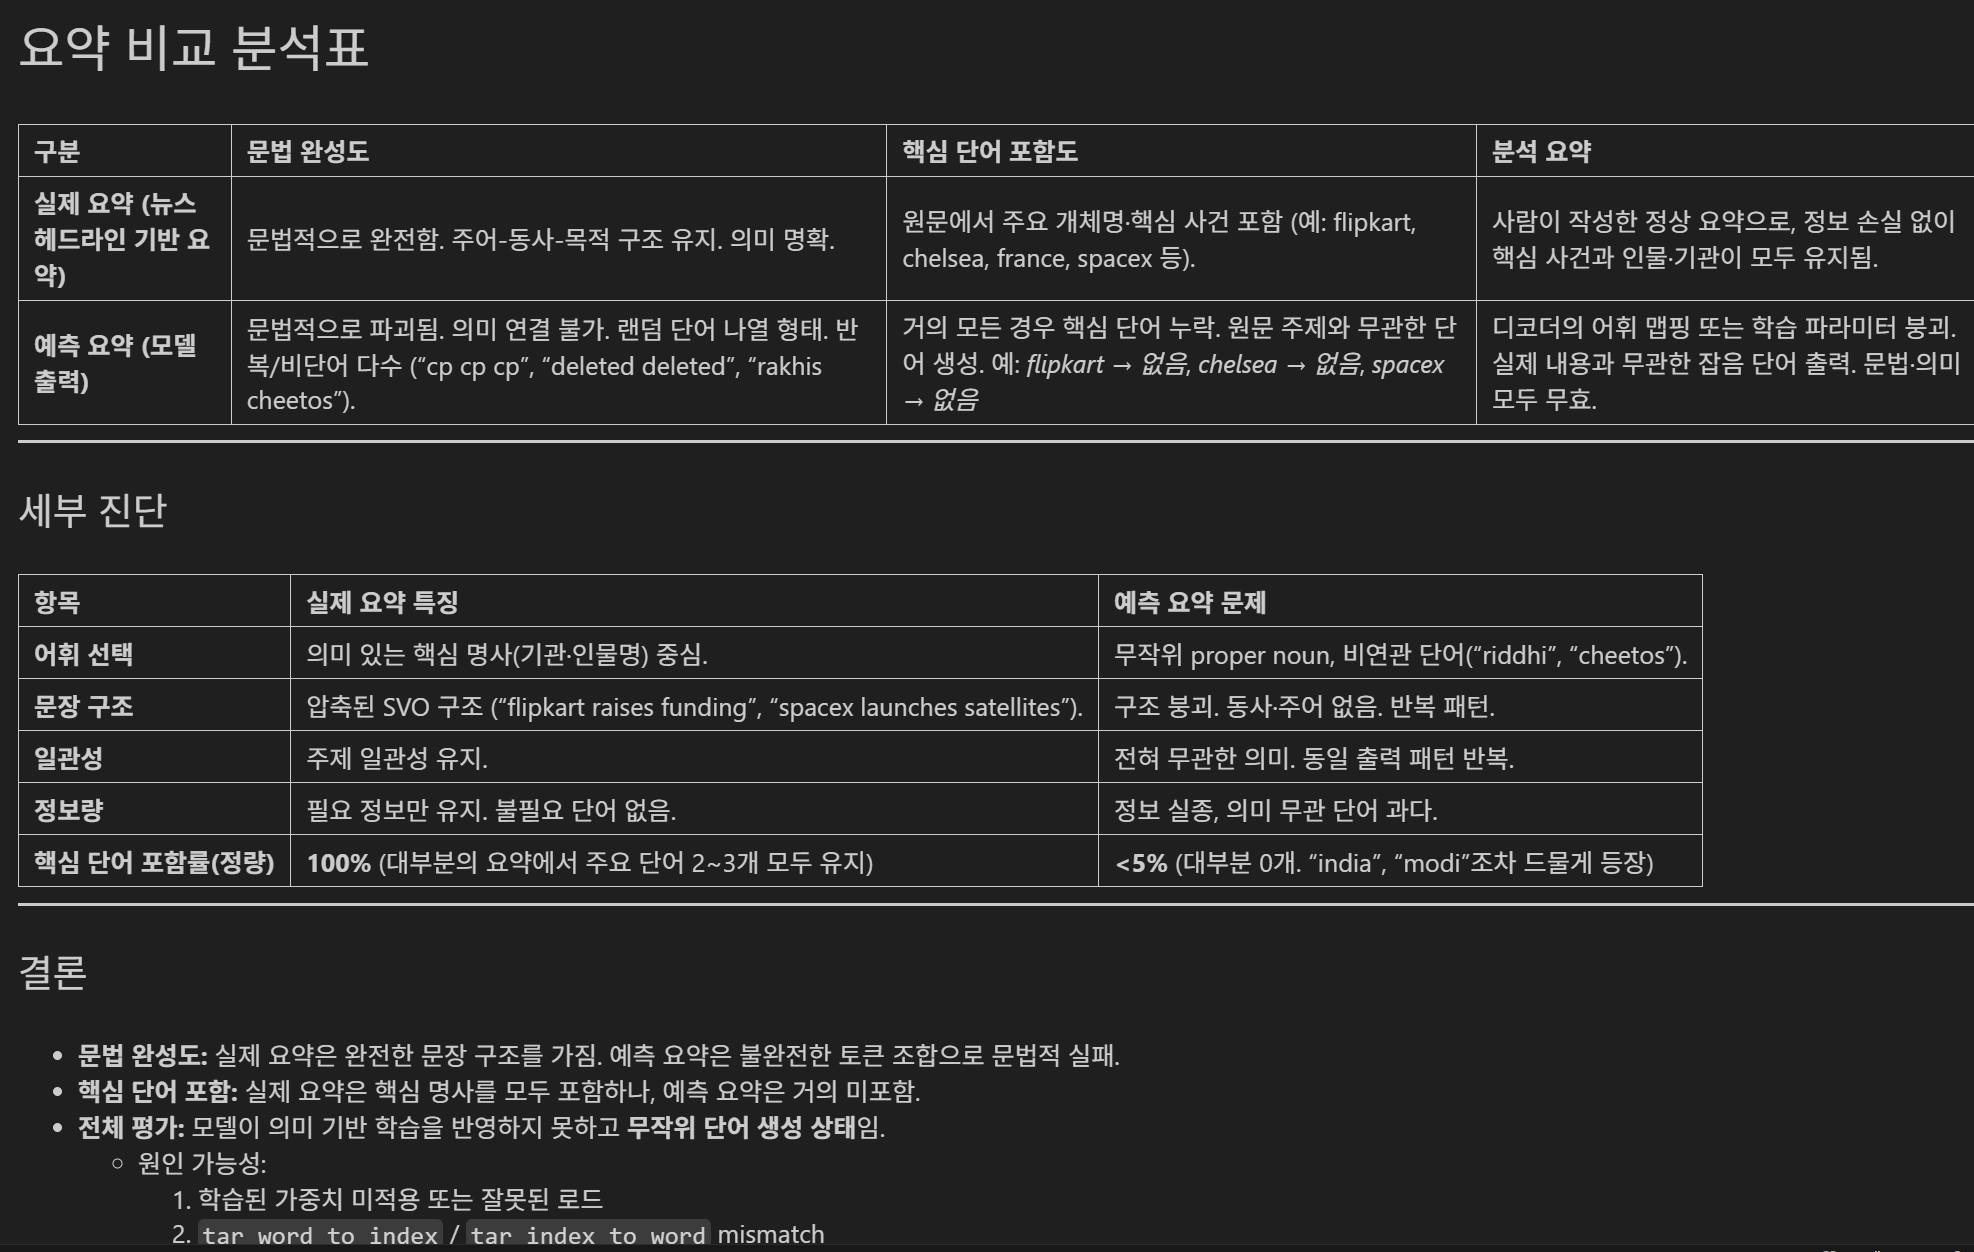 요약 비교 분석표
구분
문법 완성도
핵심 단어 포함도
분석 요약
실제 요약 (뉴스
헤드라인 기반 요
약)
문법적으로 완전함. 주어-동사-목적 구조 유지. 의미 명확.
원문에서 주요 개체명·핵심 사건 포함 (예: flipkart,
chelsea, france, spacex 등).
사람이 작성한 정상 요약으로, 정보 손실 없이
핵심 사건과 인물·기관이 모두 유지됨.
예측 요약 (모델
출력)
문법적으로 파괴됨. 의미 연결 불가. 랜덤 단어 나열 형태. 반
복/비단어 다수 (“cp cp cp”, “deleted deleted”, “rakhis
cheetos”).
거의 모든 경우 핵심 단어 누락. 원문 주제와 무관한 단
어 생성. 예: flipkart → 없음, chelsea → 없음, spacex
→ 없음
디코더의 어휘 맵핑 또는 학습 파라미터 붕괴.
실제 내용과 무관한 잡음 단어 출력. 문법·의미
모두 무효.
세부 진단
항목
실제 요약 특징
예측 요약 문제
어휘 선택
의미 있는 핵심 명사(기관·인물명) 중심.
무작위 proper noun, 비연관 단어(“riddhi”, “cheetos”).
문장 구조
압축된 SVO 구조 (“flipkart raises funding”, “spacex launches satellites”).
구조 붕괴. 동사·주어 없음. 반복 패턴.
일관성
주제 일관성 유지.
전혀 무관한 의미. 동일 출력 패턴 반복.
정보량
필요 정보만 유지. 불필요 단어 없음.
정보 실종, 의미 무관 단어 과다.
핵심 단어 포함률(정량)
100% (대부분의 요약에서 주요 단어 2~3개 모두 유지)
<5% (대부분 0개. “india”, “modi”조차 드물게 등장)
결론
• 문법 완성도: 실제 요약은 완전한 문장 구조를 가짐. 예측 요약은 불완전한 토큰 조합으로 문법적 실패.
• 핵심 단어 포함: 실제 요약은 핵심 명사를 모두 포함하나, 예측 요약은 거의 미포함.
• 전체 평가: 모델이 의미 기반 학습을 반영하지 못하고 무작위 단어 생성 상태임.
○ 원인 가능성:
1. 학습된 가중치 미적용 또는 잘못된 로드
2. tar_word_to_index / tar_index_to_word mismatch